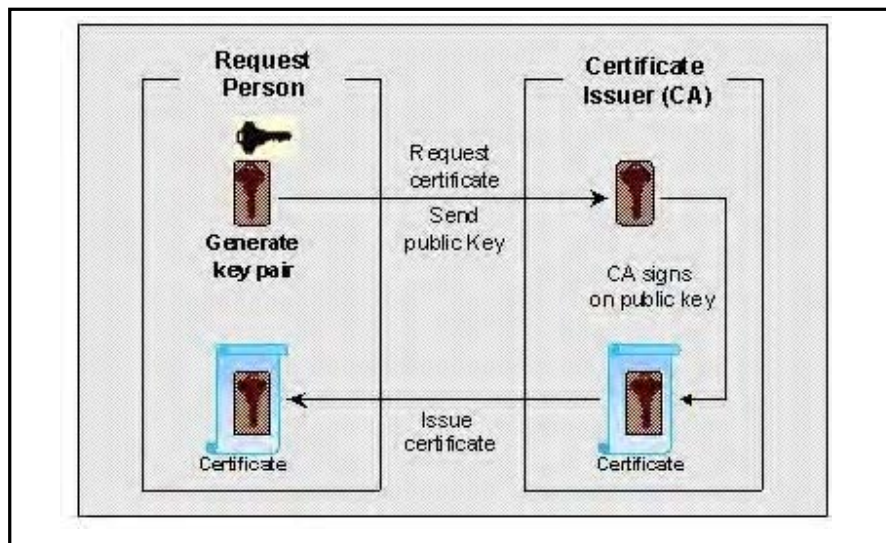 Request
Person
Certificate
Issuer (CA)
Request
certificate
Send
public Key
Generate
key pair
CA signs
on public key
Issue
certificate
Certificate
Certificate